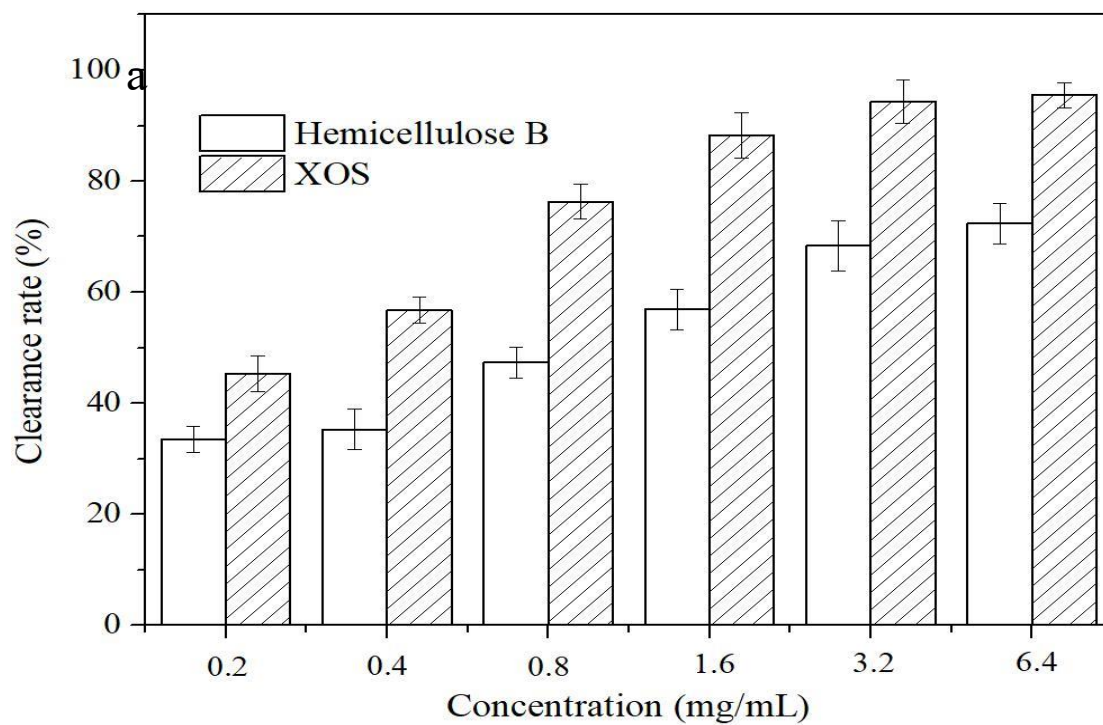 a
Hemicellulose B
XOS
Clearance rate (%)
100
80
60
40
20
0
0.2 0.4 0.8 1.6 3.2 6.4
Concentration (mg/mL)